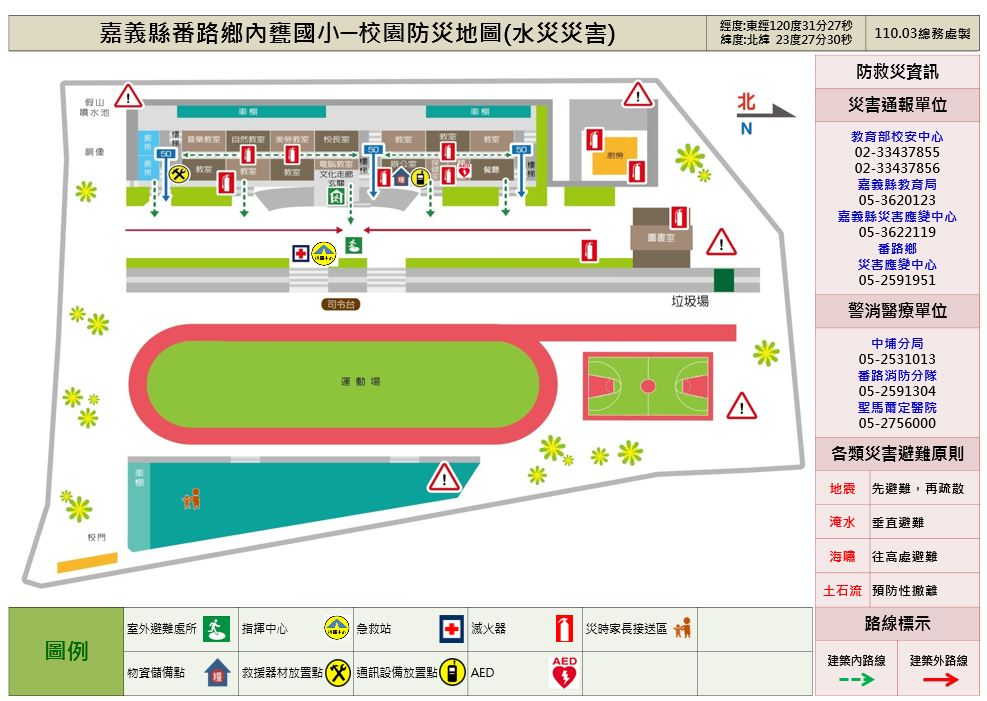 嘉義縣番路鄉內甕國小–校園防災地圖(水災災害)
經度:東經120度31分27秒
緯度:北緯 23度27分30秒
110.03總務處製
防救災資訊
災害通報單位
教育部校安中心
02-33437855
02-33437856
嘉義縣教育局
05-3620123
嘉義縣災害應變中心
05-3622119
番路鄉
災害應變中心
05-2591951
警消醫療單位
中埔分局
05-2531013
番路消防分隊
05-2591304
聖馬爾定醫院
05-2756000
各類災害避難原則
地震 先避難，再疏散
淹水 垂直避難
海嘯 往高處避難
土石流 預防性撤離
路線標示
建築內路線 建築外路線
北
N
假山
噴水池
銅像
車棚
車棚
廁所
樓梯
音樂教室
自然教室
美勞教室
校長室
教室
教室
教室
50
50
50
廁所
教室
教室
教室
電腦教室
文化走廊
玄關
樓梯
辦公室
糧
餐廳
樓梯
廚房
圖書室
垃圾場
司令台
運動場
車棚
校門
圖例
室外避難處所
指揮中心
急救站
滅火器
災時家長接送區
物資儲備點
糧
救援器材放置點
通訊設備放置點
AED
AED